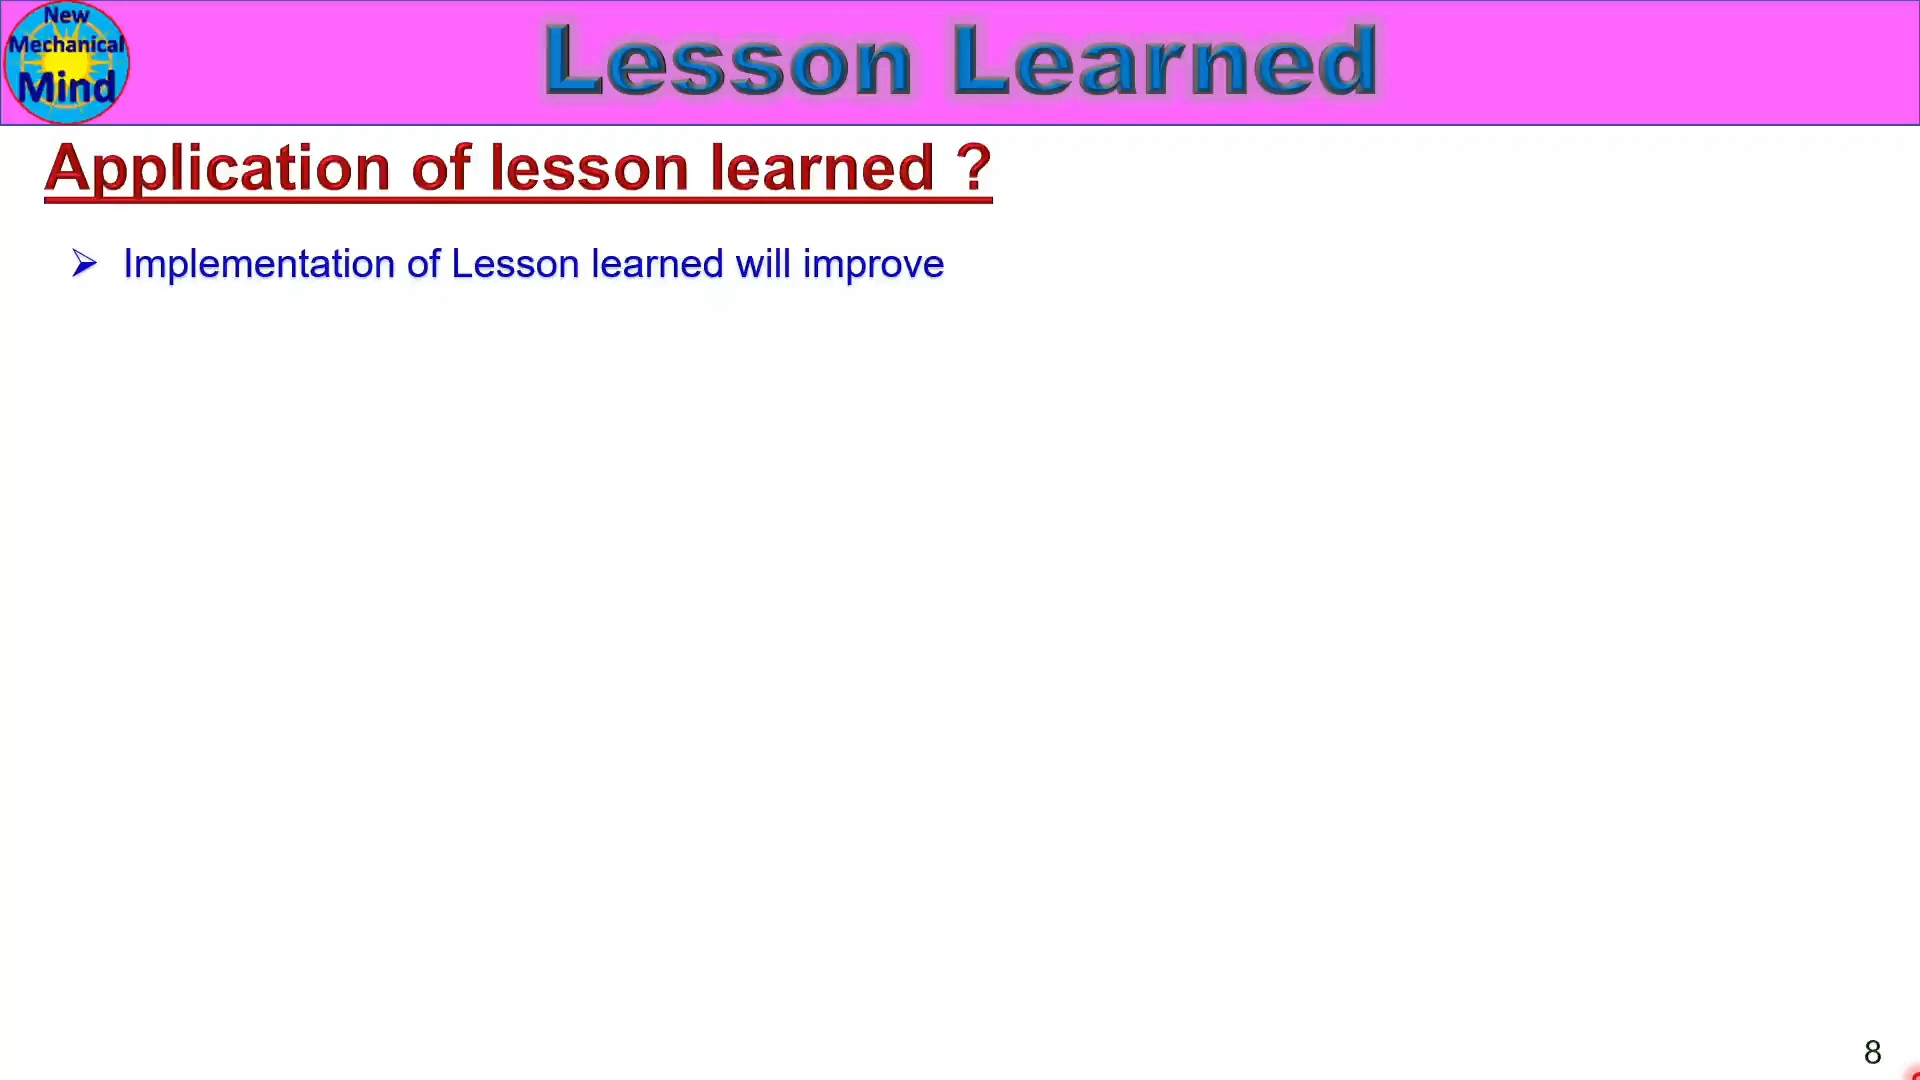 New
Mechanical
Mind
Lesson Learned
Application of lesson learned ?
➢ Implementation of Lesson learned will improve
8